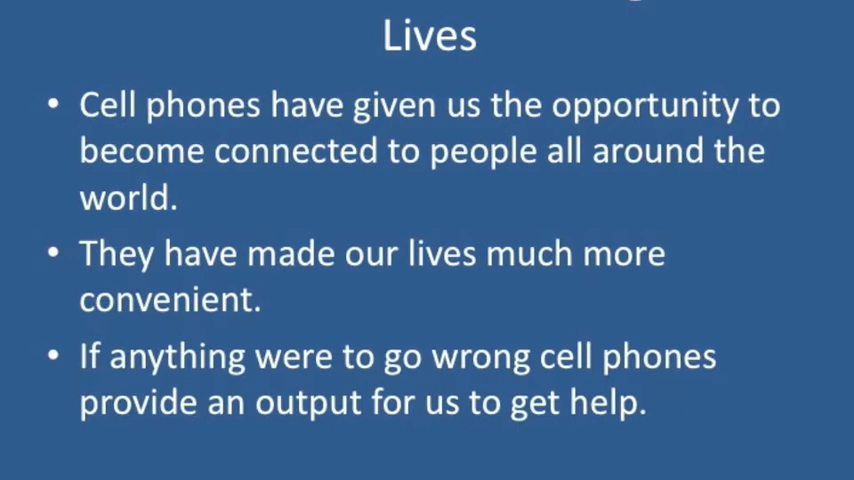 Lives
• Cell phones have given us the opportunity to
become connected to people all around the
world.
• They have made our lives much more
convenient.
• If anything were to go wrong cell phones
provide an output for us to get help.